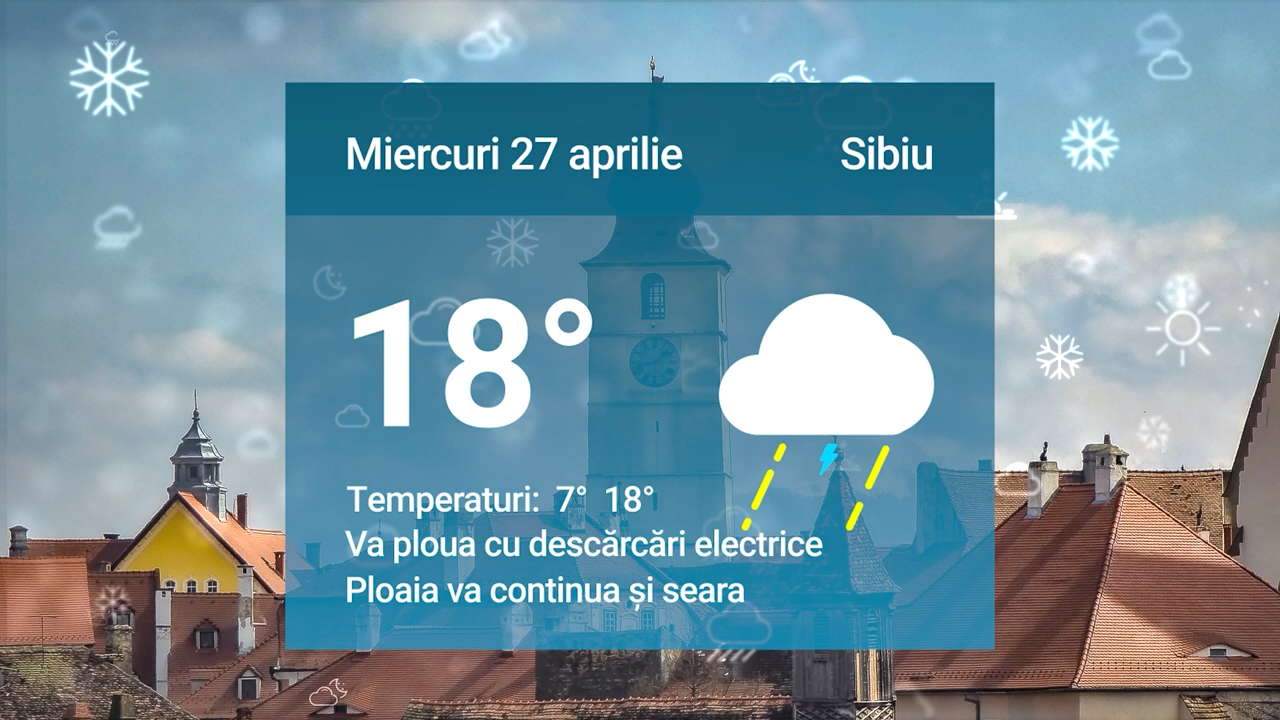 Miercuri 27 aprilie Sibiu
18°
Temperaturi: 7° 18°
Va ploua cu descărcări electrice
Ploaia va continua și seara